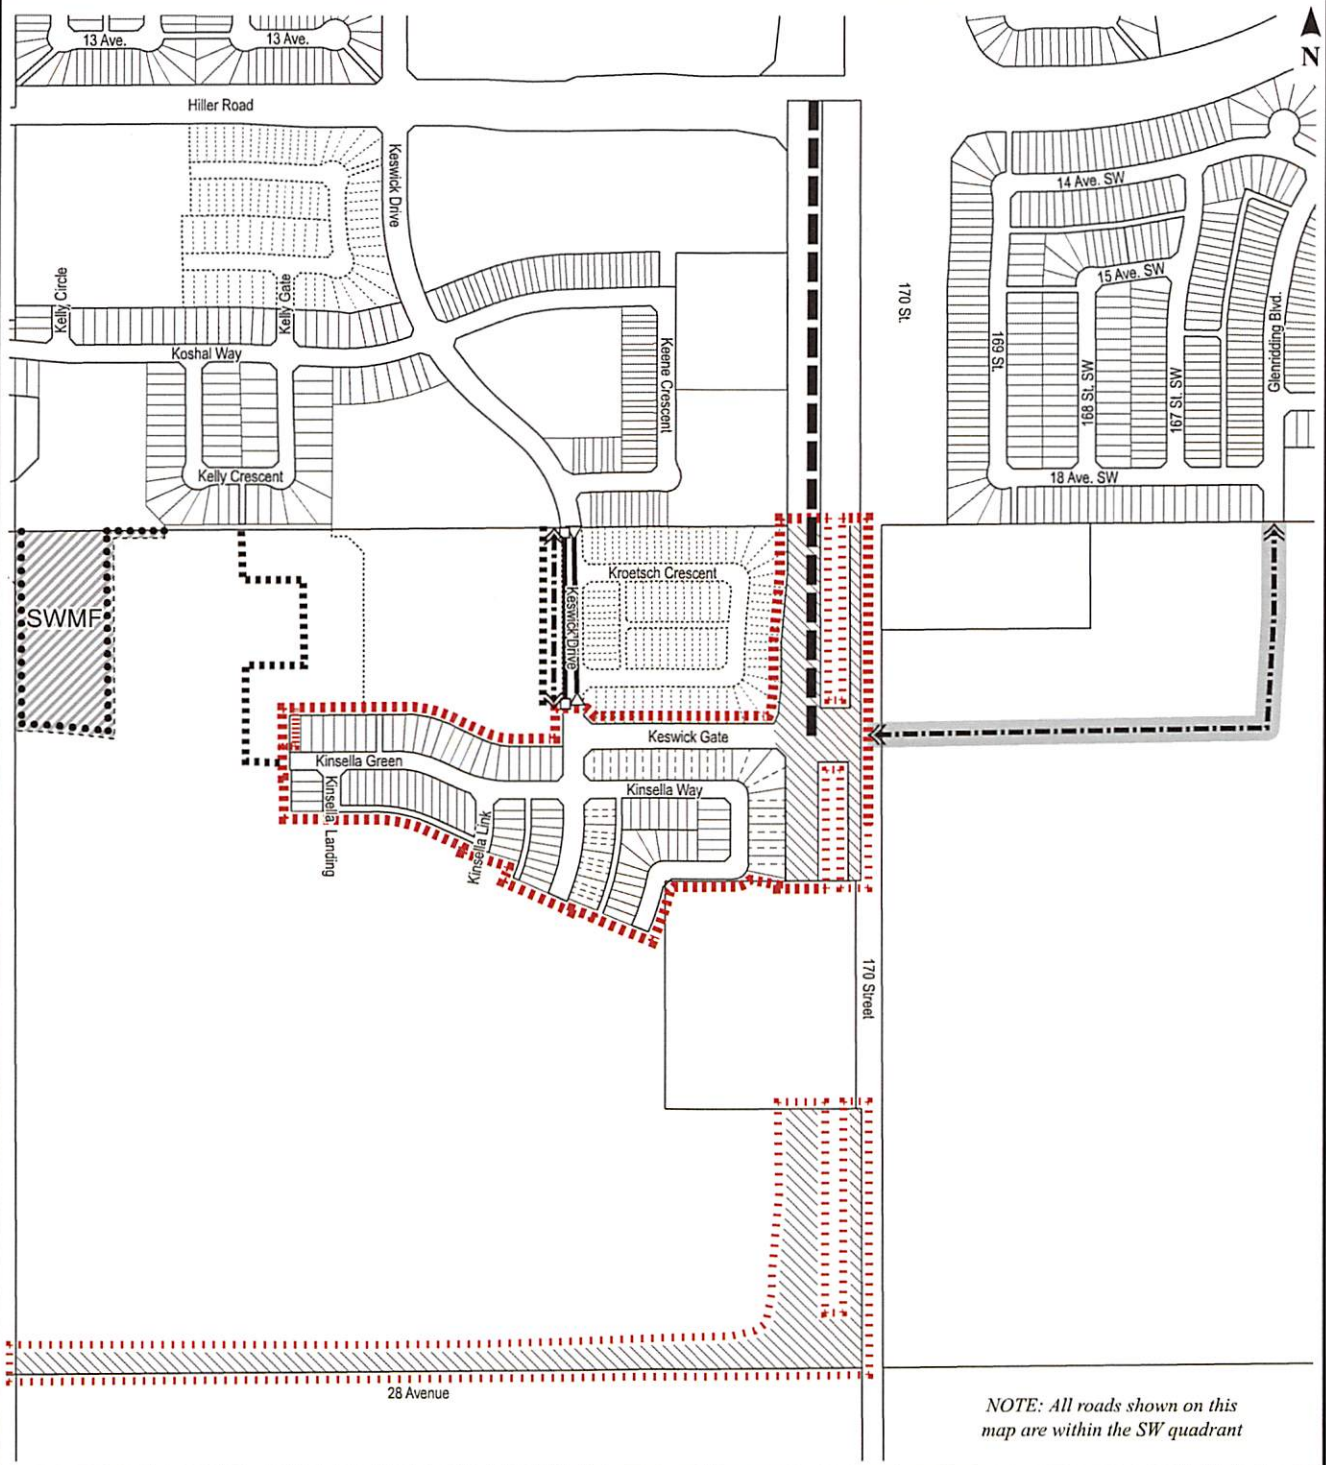 13 Ave.
13 Ave.
N
Hiller Road
Keswick Drive
14 Ave. SW
15 Ave. SW
Kelly Circle
Kelly Gate
170 St.
Glenridding Blvd.
169 St.
Koshal Way
Keene Crescent
168 St. SW
167 St. SW
Kelly Crescent
18 Ave. SW
Kroetsch Crescent
SWMF
Keswick Drive
Keswick Gate
Kinsella Green
Kinsella Way
Kinsella Landing
Kinsella Link
170 Street
28 Avenue
NOTE: All roads shown on this
map are within the SW quadrant